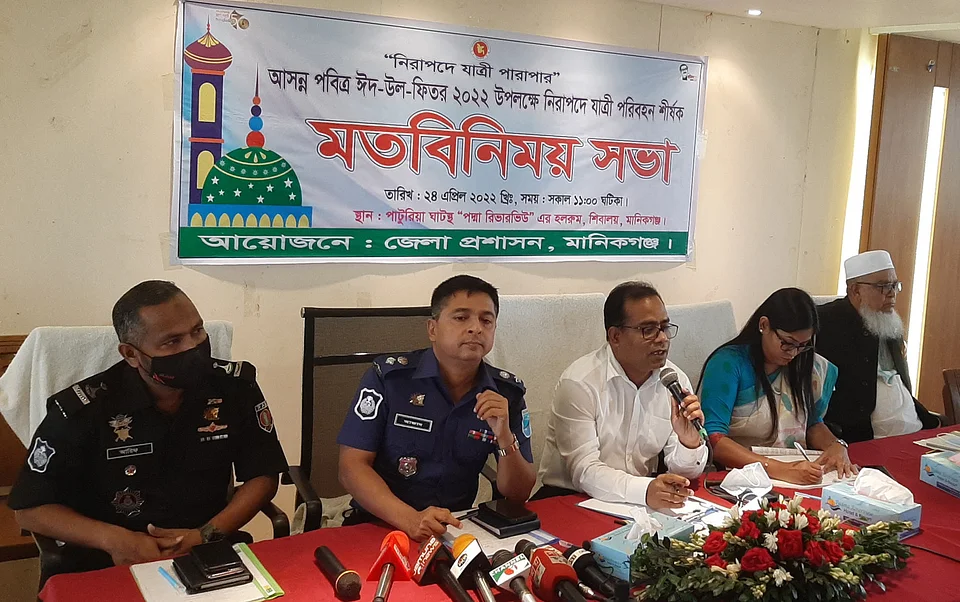 “নিরাপদে যাত্রী পারাপার”
আসন্ন পবিত্র ঈদ-উল-ফিতর ২০২২ উপলক্ষে নিরাপদে যাত্রী পরিবহন শীর্ষক
মতবিনিময় সভা
তারিখ : ২৪ এপ্রিল ২০২২ খ্রিঃ, সময় : সকাল ১১:০০ ঘটিকা।
স্থান : পাটুরিয়া ঘাটস্থ “পদ্মা রিভারভিউ” এর হলরুম, শিবালয়, মানিকগঞ্জ।
আয়োজনে : জেলা প্রশাসন, মানিকগঞ্জ।
আরিফ